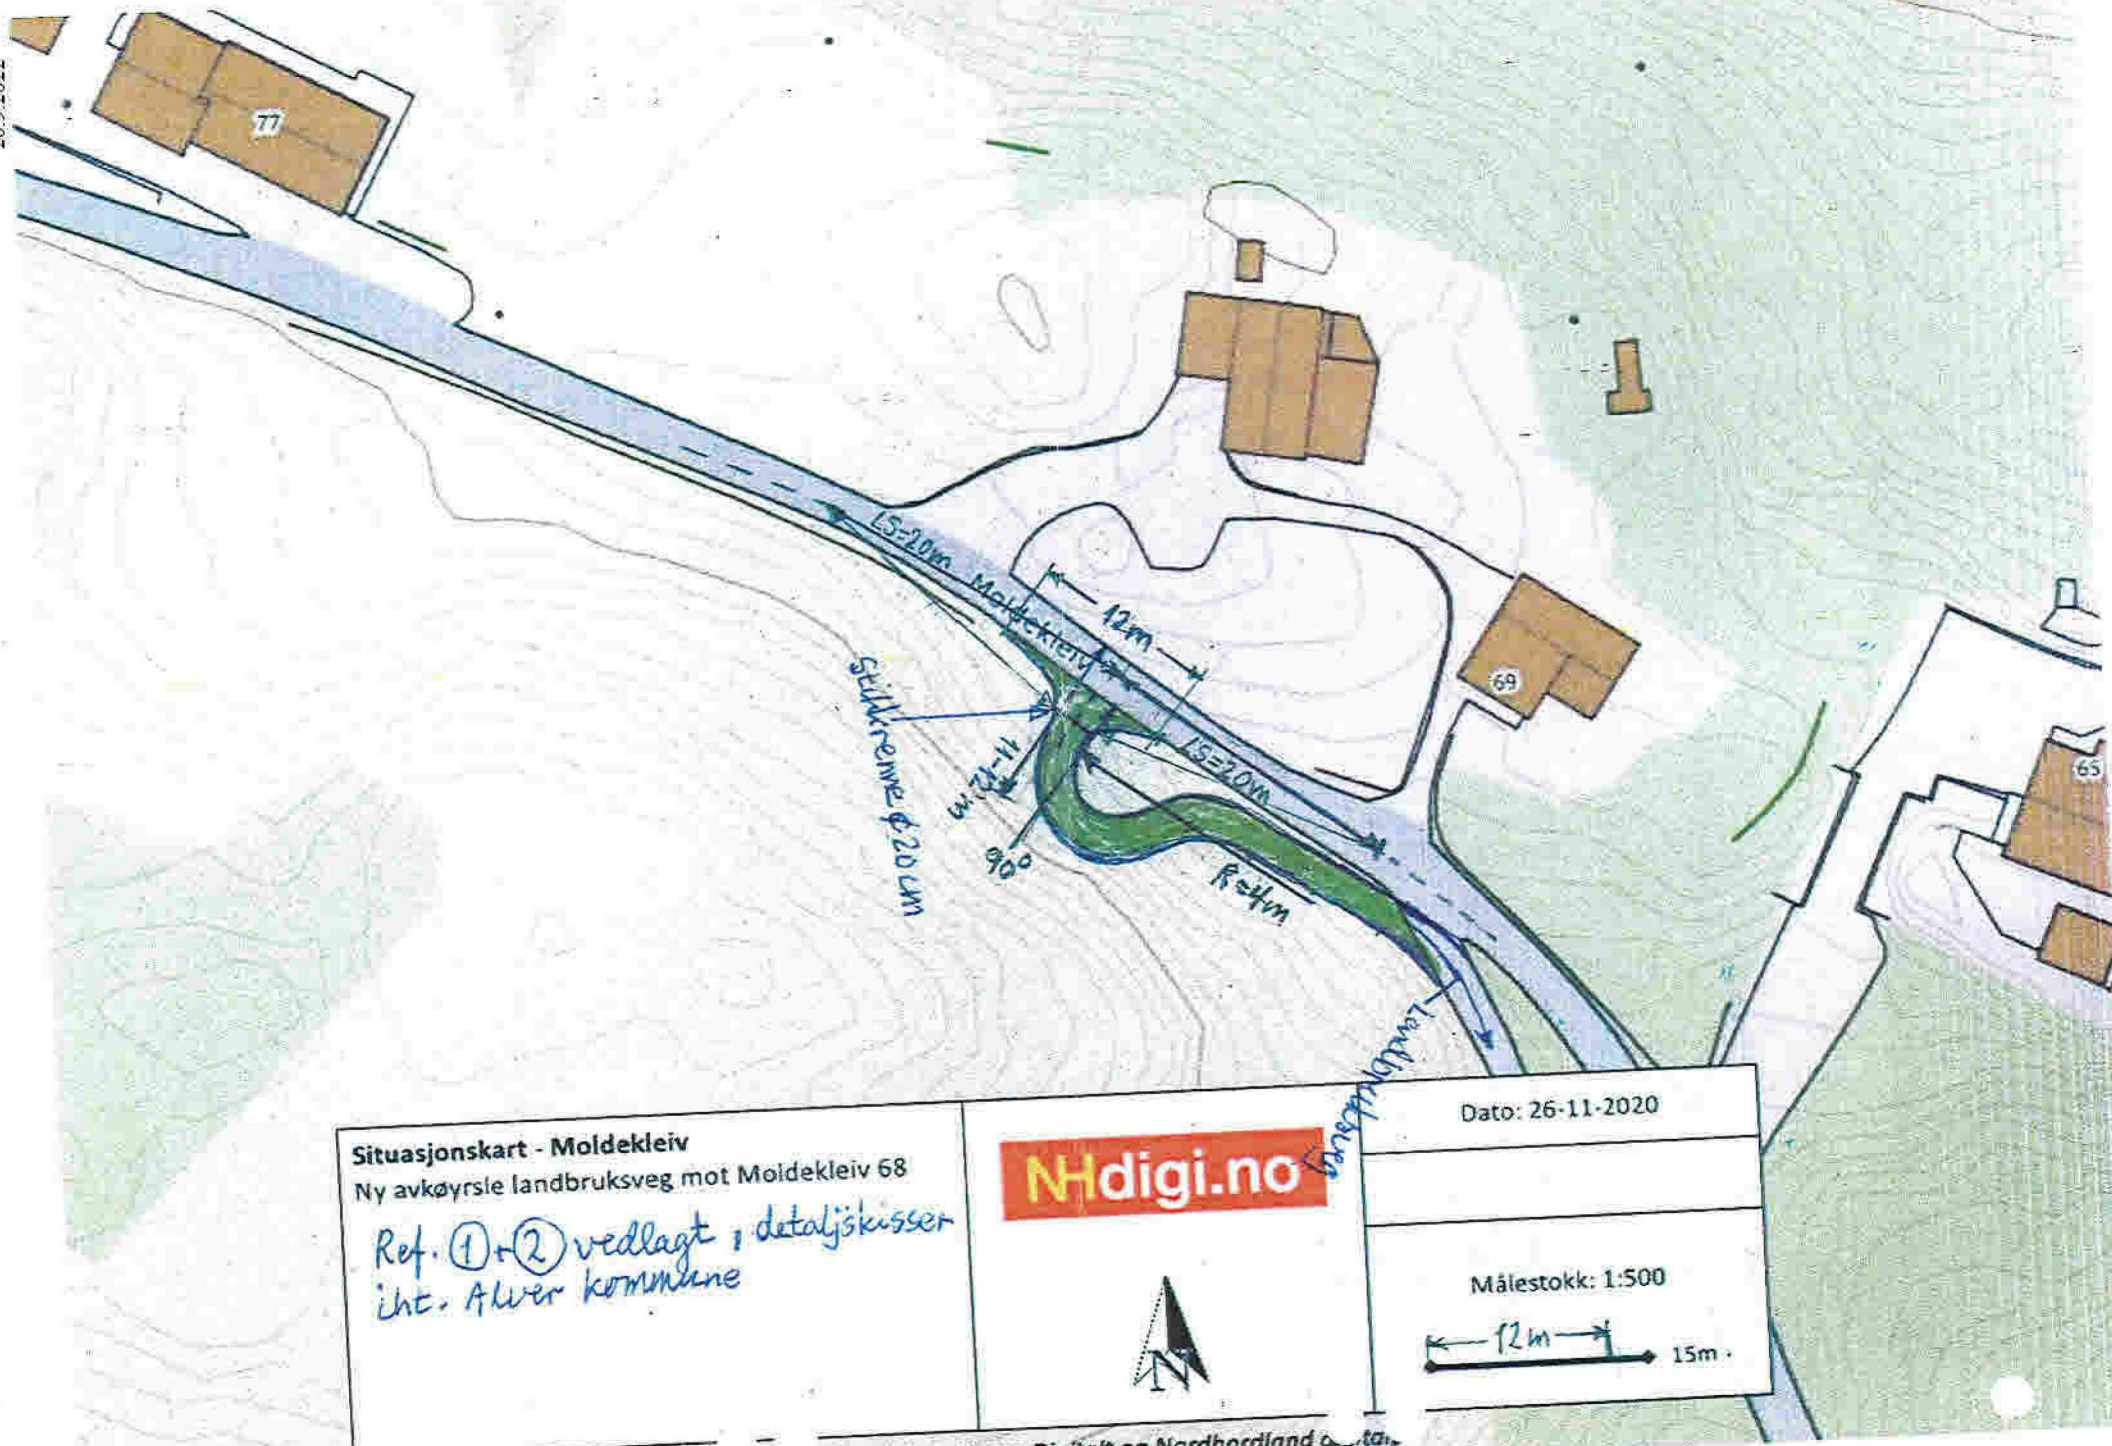 77
LS=20m
Moldekleiv
12m
69
65
Stikkrenne ϕ20cm
11-12m
LS=20m
90°
R=4m
Landbruksveg
Situasjonskart - Moldekleiv
Ny avkøyrsle landbruksveg mot Moldekleiv 68
Ref. ①+② vedlagt, detaljskisser
iht. Alver kommune
NHdigi.no
N
Dato: 26-11-2020
Målestokk: 1:500
12m
15m
Nordhordland